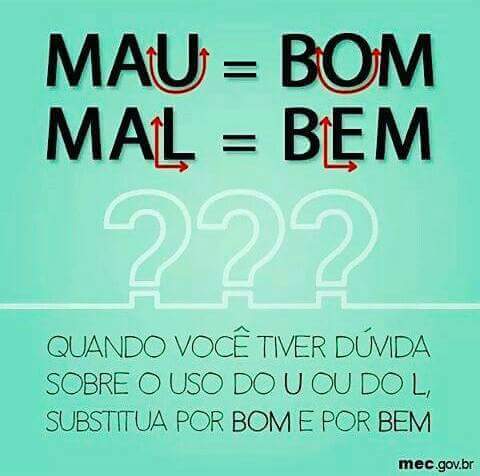 MAU = BOM
MAL = BEM
???
QUANDO VOCÊ TIVER DÚVIDA
SOBRE O USO DO U OU DO L,
SUBSTITUA POR BOM E POR BEM
mec.gov.br